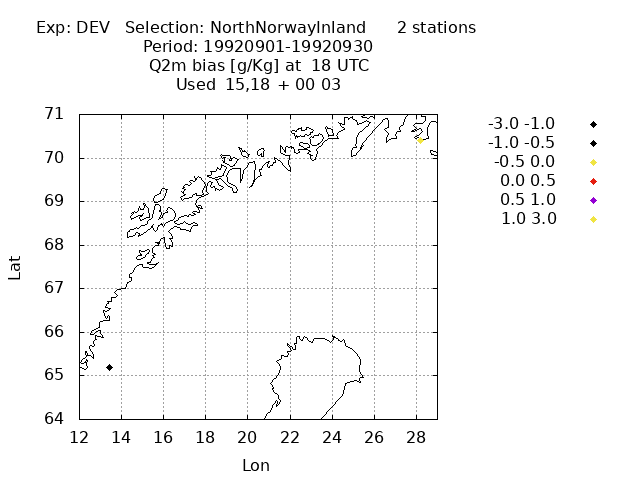 Exp: DEV Selection: NorthNorwayInland 2 stations
Period: 19920901-19920930
Q2m bias [g/Kg] at 18 UTC
Used 15,18 + 00 03
71
70
69
68
67
66
65
64
12 14 16 18 20 22 24 26 28
Lat
Lon
-3.0 -1.0
-1.0 -0.5
-0.5 0.0
0.0 0.5
0.5 1.0
1.0 3.0